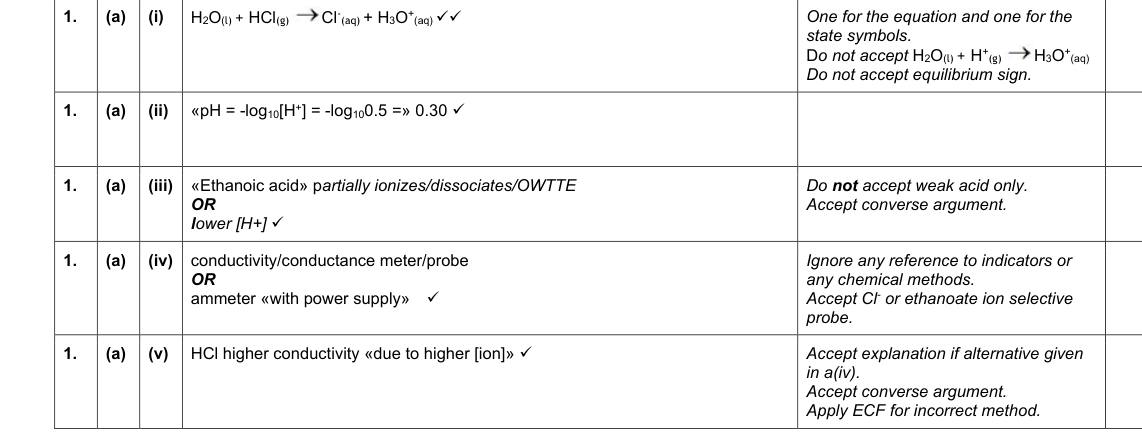 1. (a) (i) H₂O(l) + HCl(g) → Cl⁻(aq) + H₃O⁺(aq) ✓✓
One for the equation and one for the
state symbols.
Do not accept H₂O(l) + H⁺(g) → H₃O⁺(aq)
Do not accept equilibrium sign.
1. (a) (ii) «pH = -log₁₀[H⁺] = -log₁₀0.5 =» 0.30 ✓
1. (a) (iii) «Ethanoic acid» partially ionizes/dissociates/OWTTE
OR
lower [H+] ✓
Do not accept weak acid only.
Accept converse argument.
1. (a) (iv) conductivity/conductance meter/probe
OR
ammeter «with power supply» ✓
Ignore any reference to indicators or
any chemical methods.
Accept Cl⁻ or ethanoate ion selective
probe.
1. (a) (v) HCl higher conductivity «due to higher [ion]» ✓
Accept explanation if alternative given
in a(iv).
Accept converse argument.
Apply ECF for incorrect method.